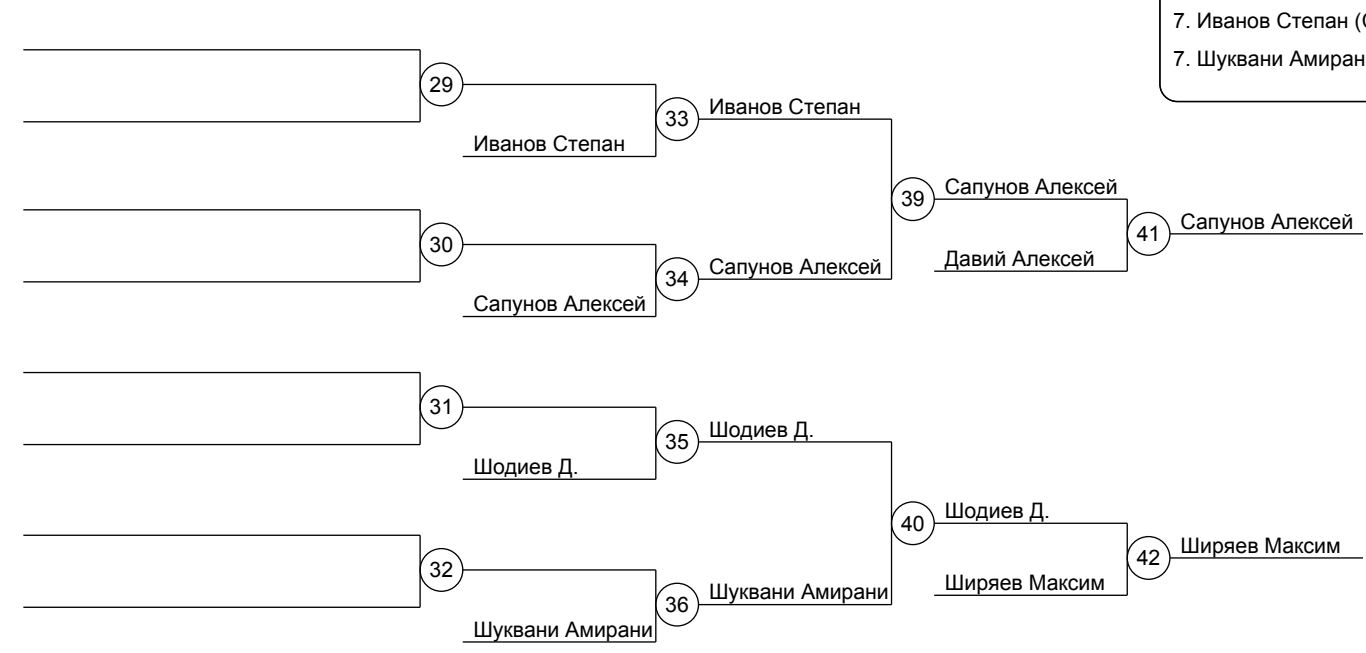 7. Иванов Степан (
7. Шуквани Амиран
29
33
Иванов Степан
Иванов Степан
39
Сапунов Алексей
41
Сапунов Алексей
30
Давий Алексей
34
Сапунов Алексей
Сапунов Алексей
31
35
Шодиев Д.
Шодиев Д.
40
Шодиев Д.
42
Ширяев Максим
32
Ширяев Максим
36
Шуквани Амирани
Шуквани Амирани